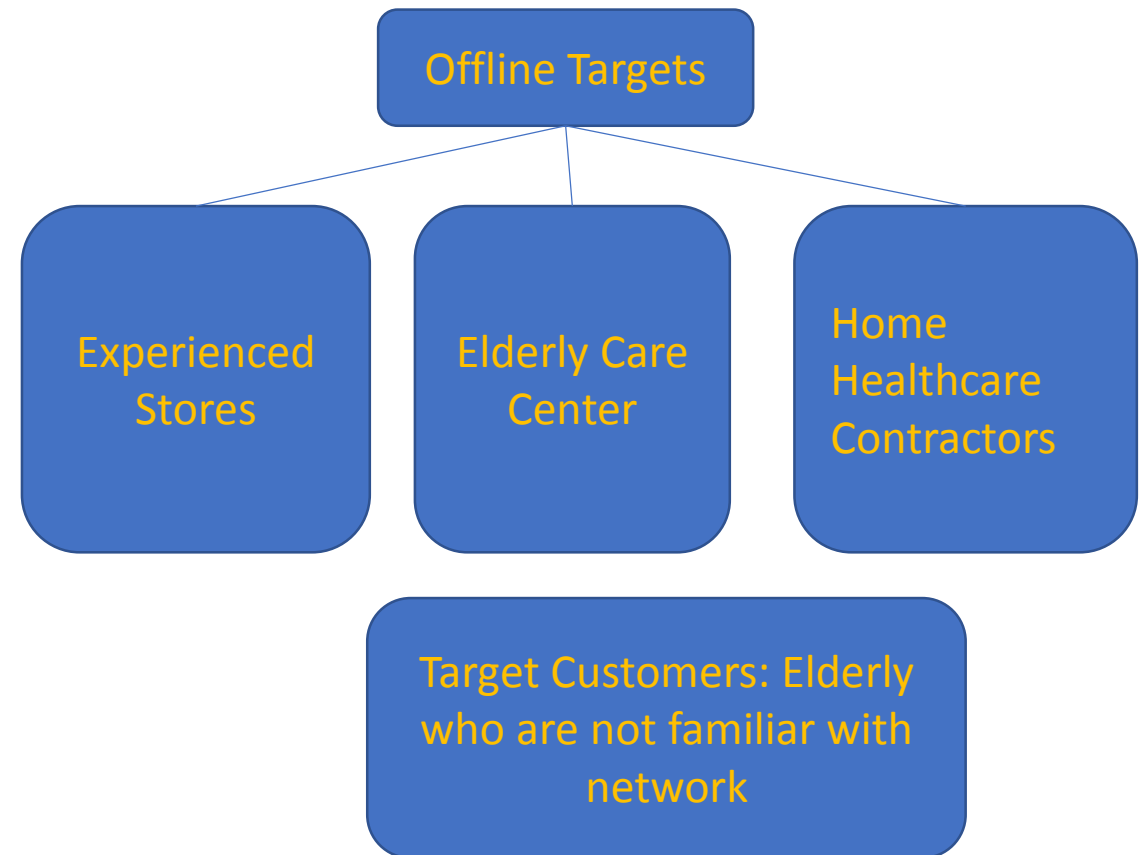 Offline Targets
Experienced
Stores
Elderly Care
Center
Home
Healthcare
Contractors
Target Customers: Elderly
who are not familiar with
network